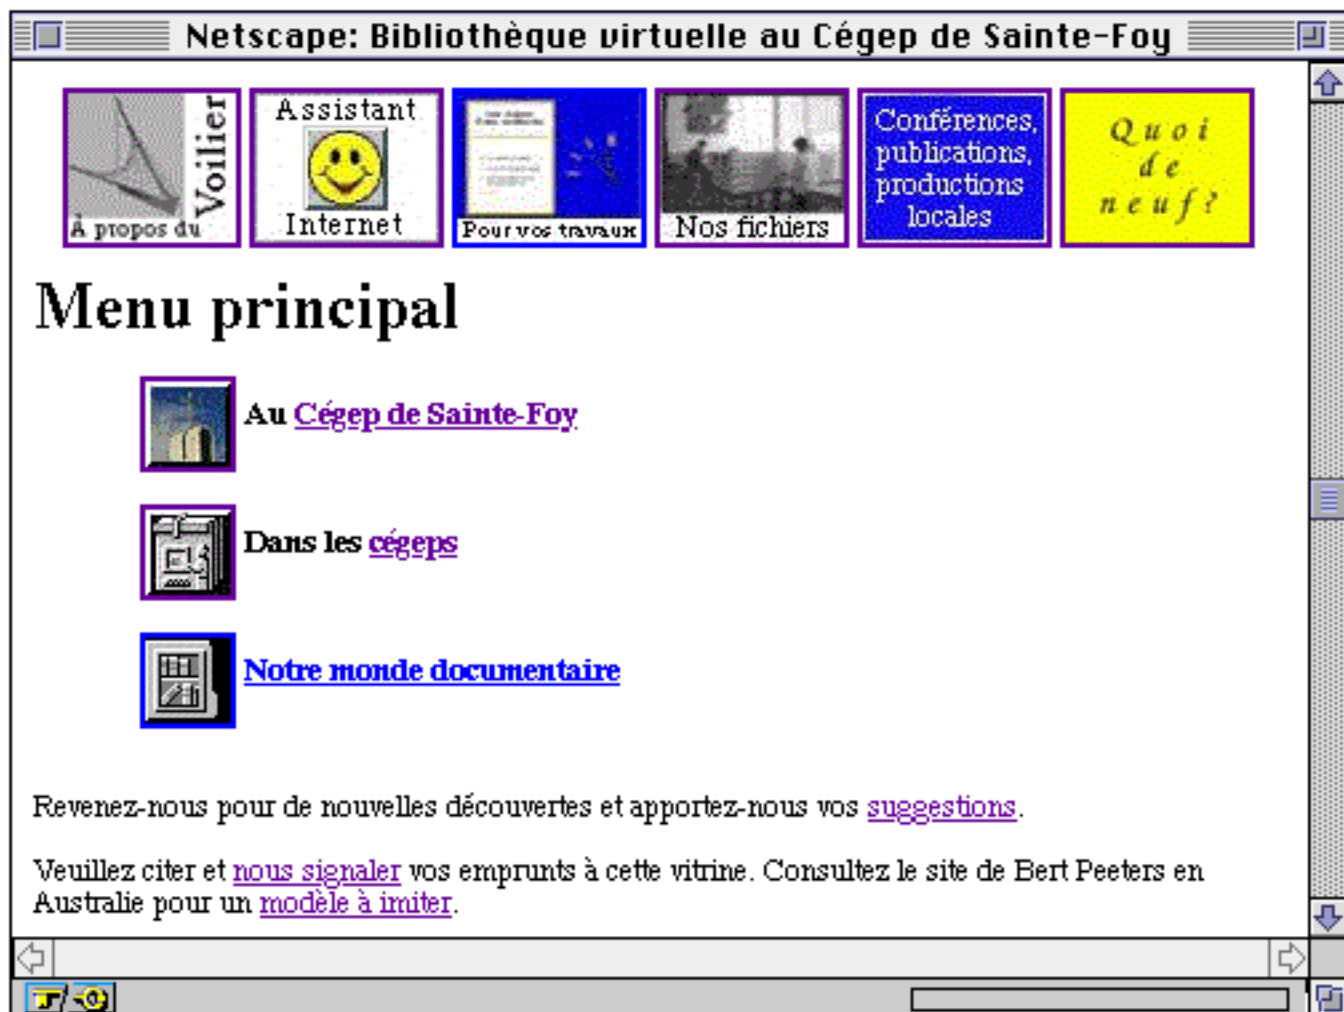 Netscape: Bibliothèque virtuelle au Cégep de Sainte-Foy
À propos du
Voilier
Assistant
Internet
Pour vos travaux
Nos fichiers
Conférences,
publications,
productions
locales
Quoi
de
neuf?
Menu principal
Au Cégep de Sainte-Foy
Dans les cégeps
Notre monde documentaire
Revenez-nous pour de nouvelles découvertes et apportez-nous vos suggestions.
Veuillez citer et nous signaler vos emprunts à cette vitrine. Consultez le site de Bert Peeters en
Australie pour un modèle à imiter.